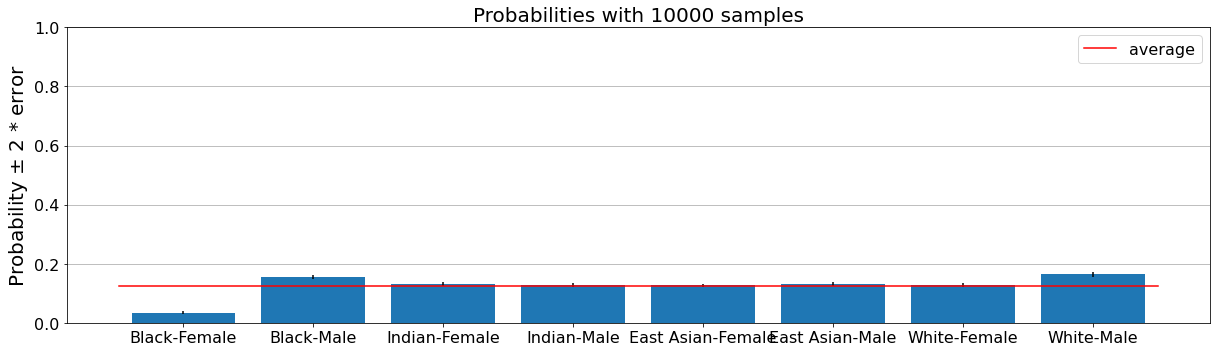 Probabilities with 10000 samples
average
Probability ± 2 * error
1.0
0.8
0.6
0.4
0.2
0.0
Black-Female Black-Male Indian-Female Indian-Male East Asian-Female East Asian-Male White-Female White-Male